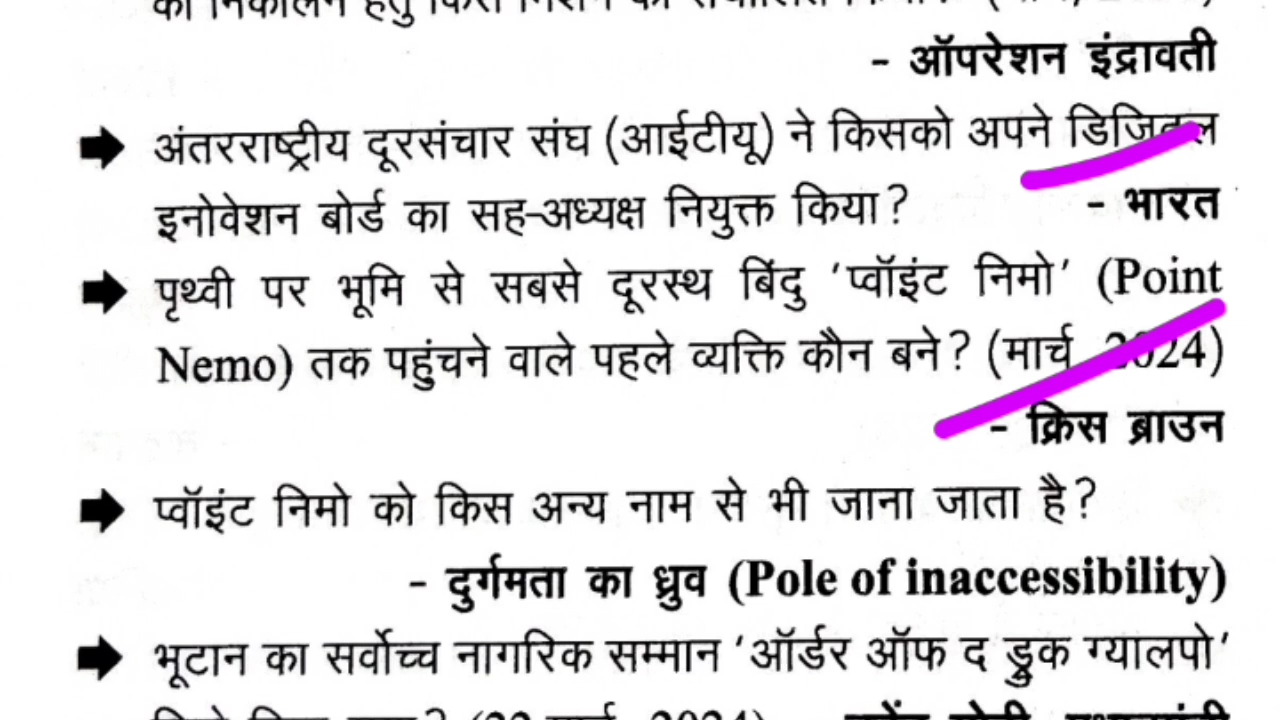 - ऑपरेशन इंद्रावती
➡ अंतरराष्ट्रीय दूरसंचार संघ (आईटीयू) ने किसको अपने डिजिटल
इनोवेशन बोर्ड का सह-अध्यक्ष नियुक्त किया? - भारत
➡ पृथ्वी पर भूमि से सबसे दूरस्थ बिंदु 'प्वॉइंट निमो' (Point
Nemo) तक पहुंचने वाले पहले व्यक्ति कौन बने? (मार्च, 2024)
- क्रिस ब्राउन
➡ प्वॉइंट निमो को किस अन्य नाम से भी जाना जाता है?
- दुर्गमता का ध्रुव (Pole of inaccessibility)
➡ भूटान का सर्वोच्च नागरिक सम्मान 'ऑर्डर ऑफ द ड्रुक ग्यालपो'